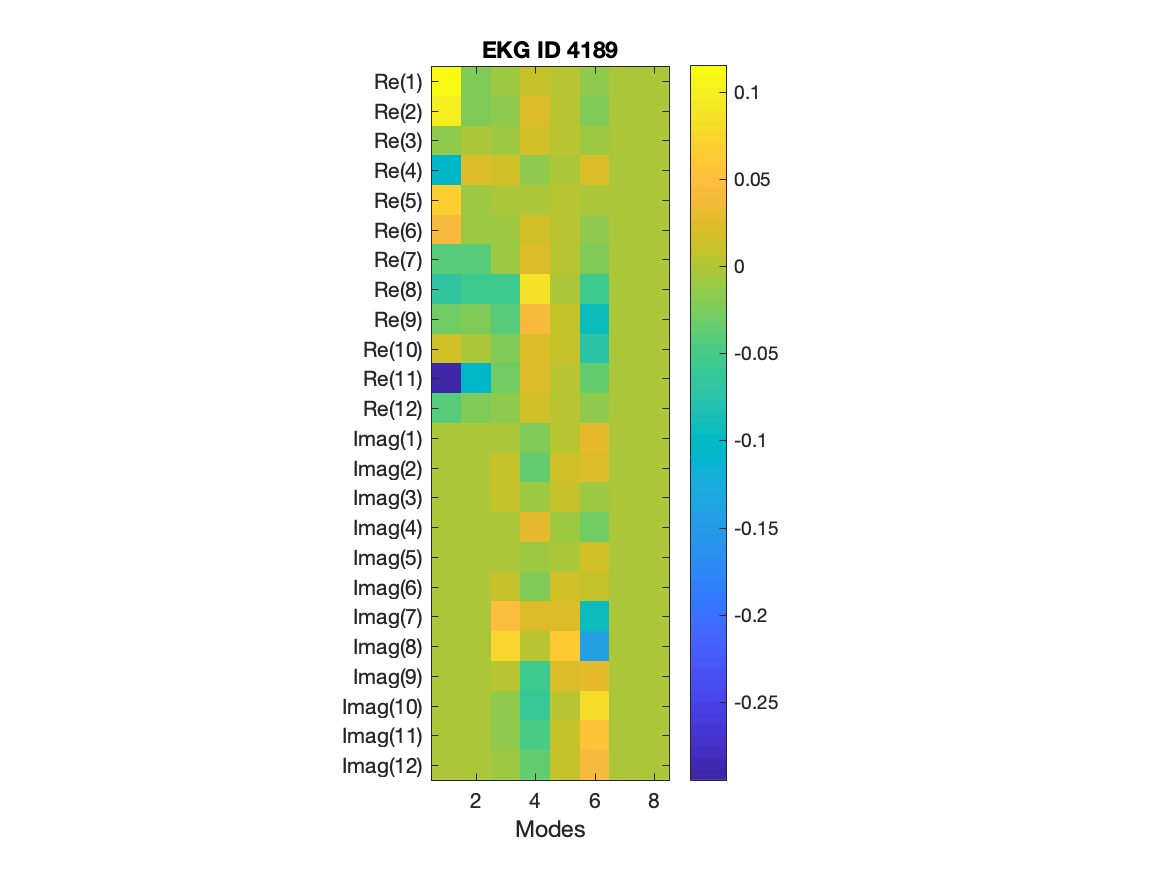 EKG ID 4189
Re(1)
Re(2)
Re(3)
Re(4)
Re(5)
Re(6)
Re(7)
Re(8)
Re(9)
Re(10)
Re(11)
Re(12)
Imag(1)
Imag(2)
Imag(3)
Imag(4)
Imag(5)
Imag(6)
Imag(7)
Imag(8)
Imag(9)
Imag(10)
Imag(11)
Imag(12)
2 4 6 8
Modes
0.1
0.05
0
-0.05
-0.1
-0.15
-0.2
-0.25